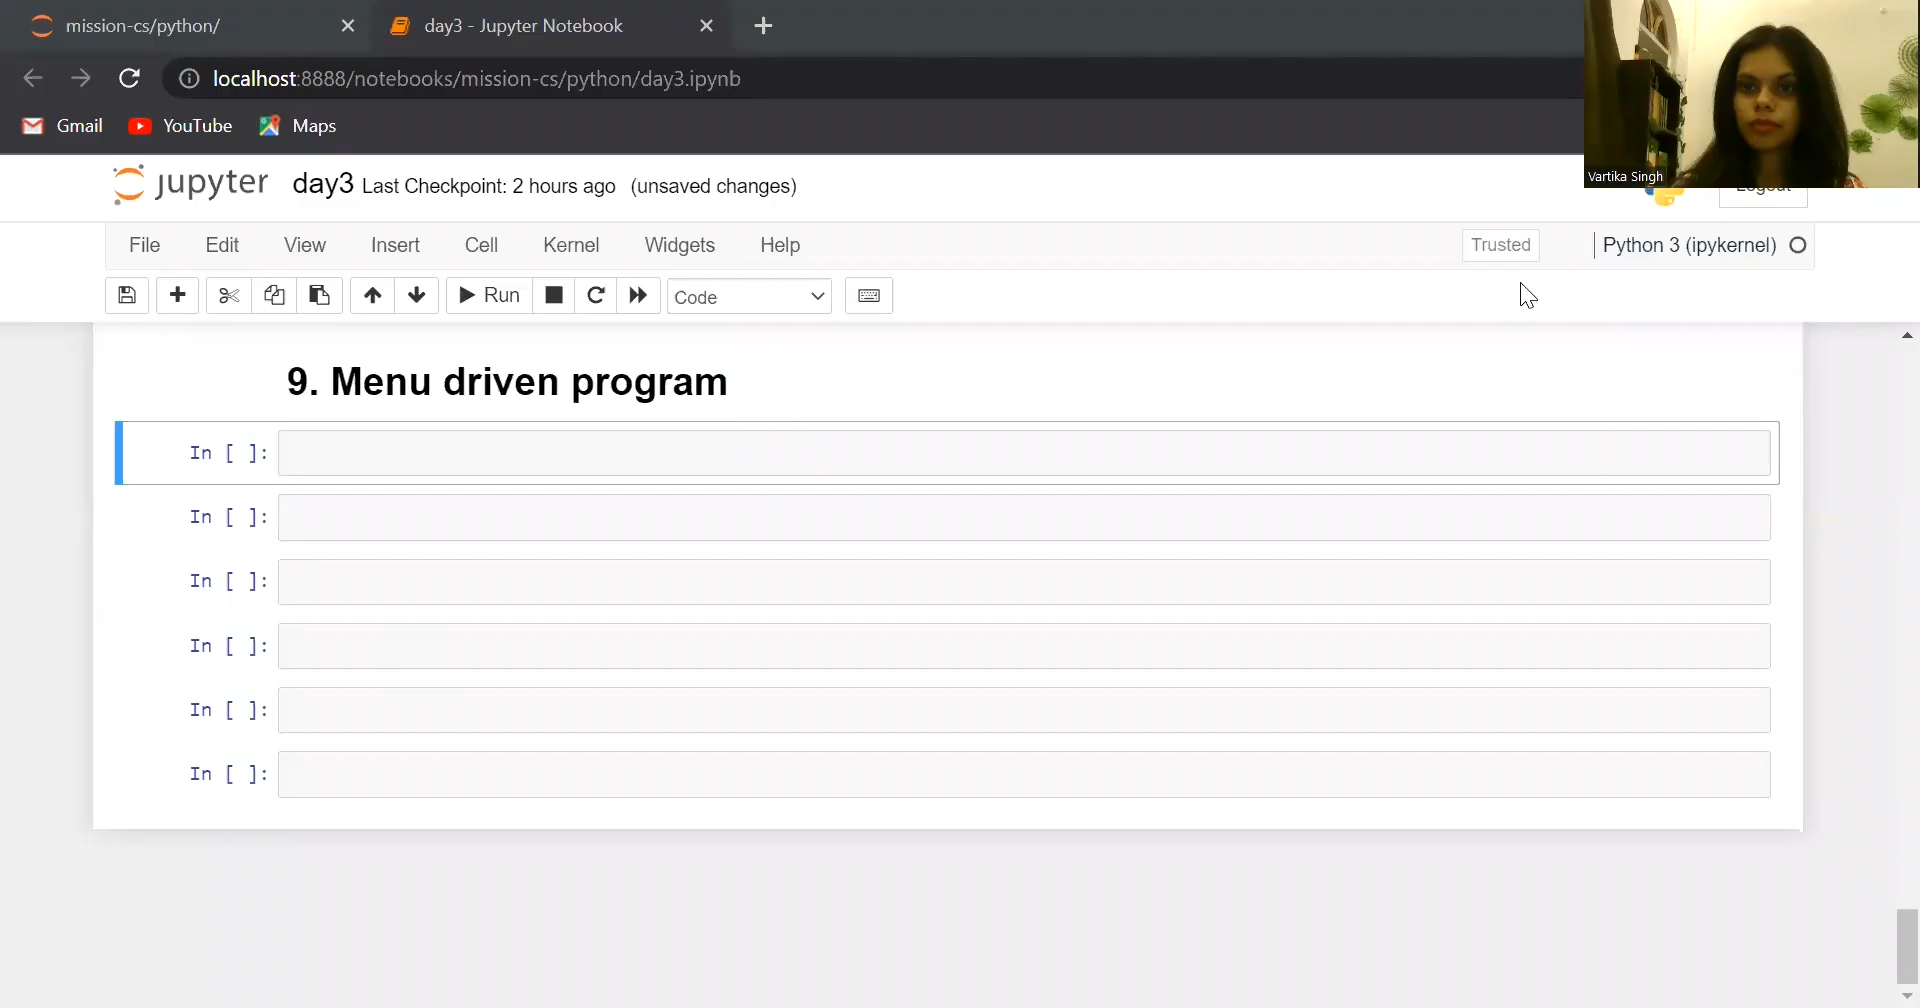 mission-cs/python/
day3 - Jupyter Notebook
localhost:8888/notebooks/mission-cs/python/day3.ipynb
Gmail YouTube Maps
Vartika Singh
jupyter day3 Last Checkpoint: 2 hours ago (unsaved changes)
Logout
File Edit View Insert Cell Kernel Widgets Help
Trusted
Python 3 (ipykernel)
Run
Code
9. Menu driven program
In [ ]:
In [ ]:
In [ ]:
In [ ]:
In [ ]:
In [ ]: